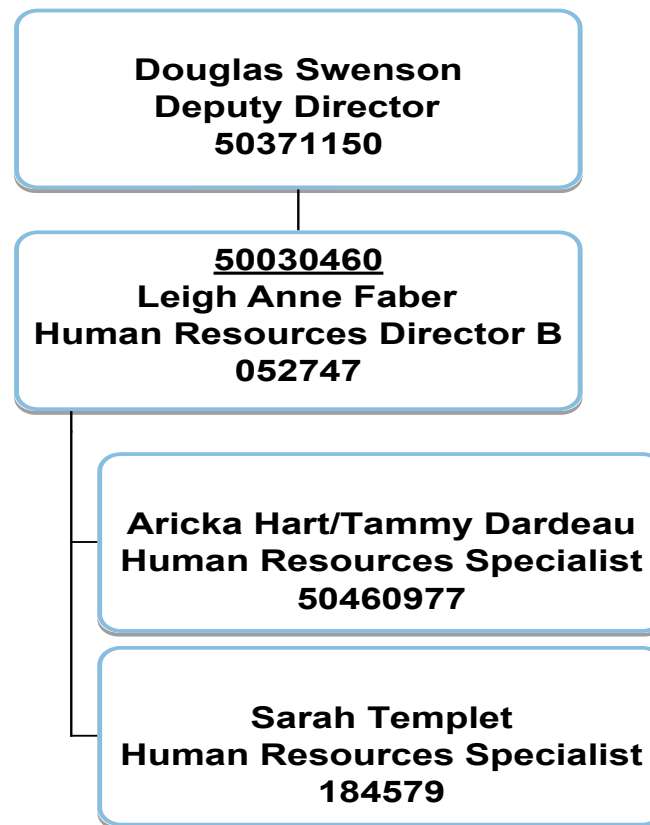 Douglas Swenson
Deputy Director
50371150
50030460
Leigh Anne Faber
Human Resources Director B
052747
Aricka Hart/Tammy Dardeau
Human Resources Specialist
50460977
Sarah Templet
Human Resources Specialist
184579